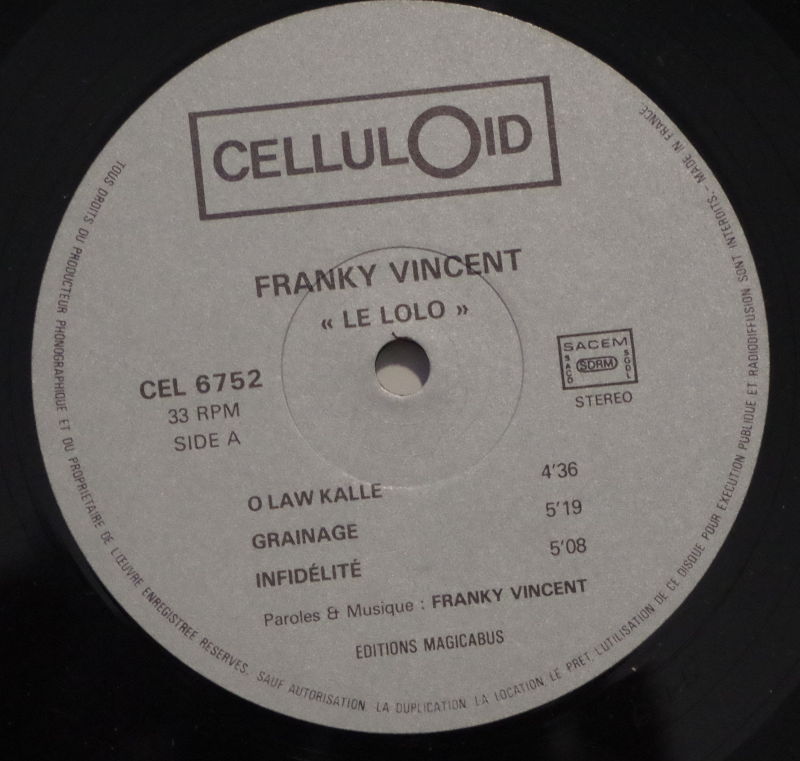 CELLULOID
FRANKY VINCENT
« LE LOLO »
CEL 6752
33 RPM
SIDE A
SACEM
SACD
SDRM
SGDL
STEREO
O LAW KALLE 4'36
GRAINAGE 5'19
INFIDÉLITÉ 5'08
Paroles & Musique : FRANKY VINCENT
EDITIONS MAGICABUS
TOUS DROITS DU PRODUCTEUR PHONOGRAPHIQUE ET DU PROPRIETAIRE DE L'ŒUVRE ENREGISTREE RESERVES. SAUF AUTORISATION LA DUPLICATION LA LOCATION, LE PRET, L'UTILISATION DE CE DISQUE POUR EXECUTION PUBLIQUE ET RADIODIFFUSION SONT INTERDITS. - MADE IN FRANCE